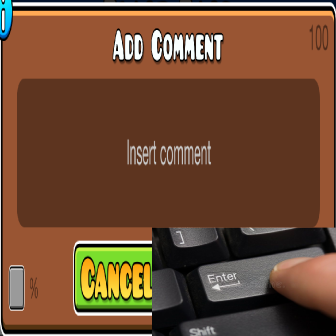 i
Add Comment
100
Insert comment
%
Cancel
]
Enter
Shift